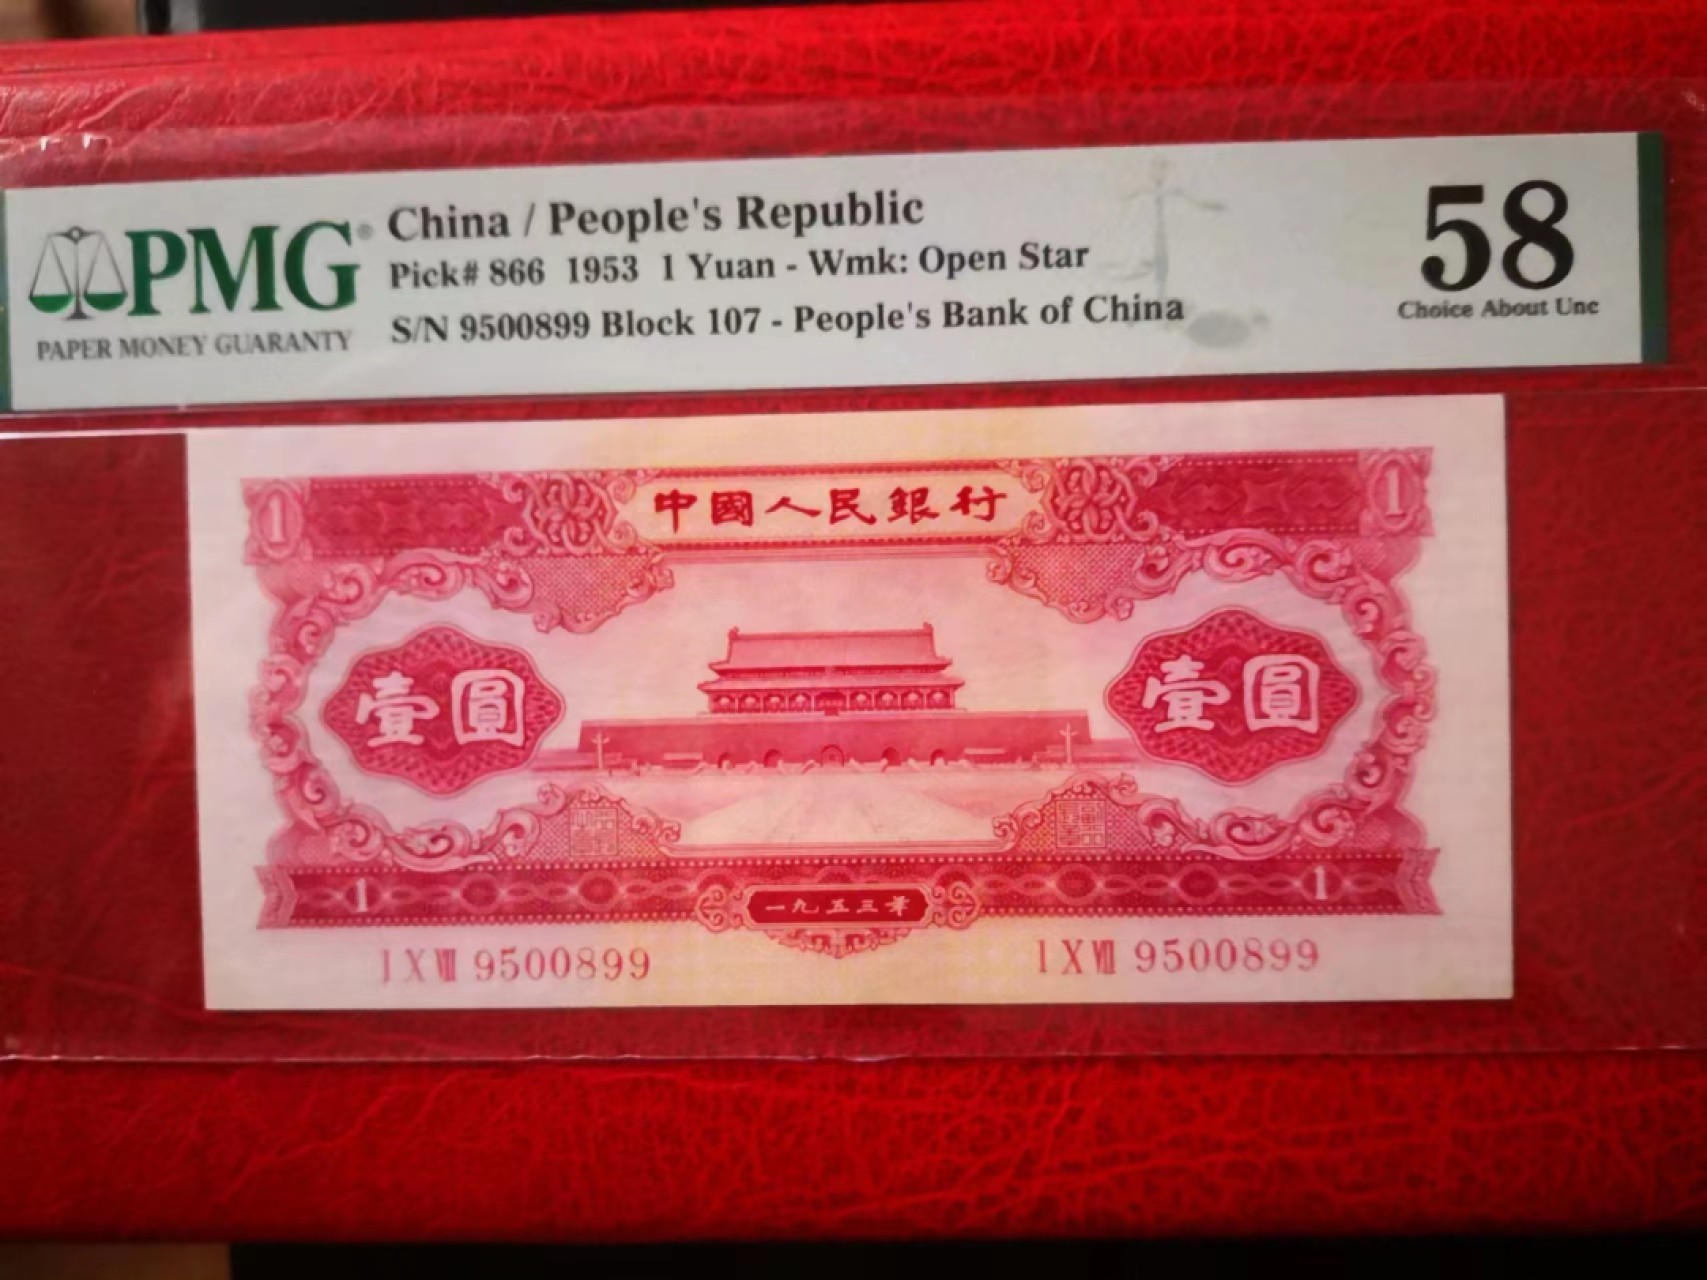 PMG®
PAPER MONEY GUARANTY
China / People's Republic
Pick# 866 1953 1 Yuan - Wmk: Open Star
S/N 9500899 Block 107 - People's Bank of China
58
Choice About Unc
1 中國人民銀行 1
壹圓 壹圓
1 一九五三年 1
I X VIII 9500899 I X VIII 9500899